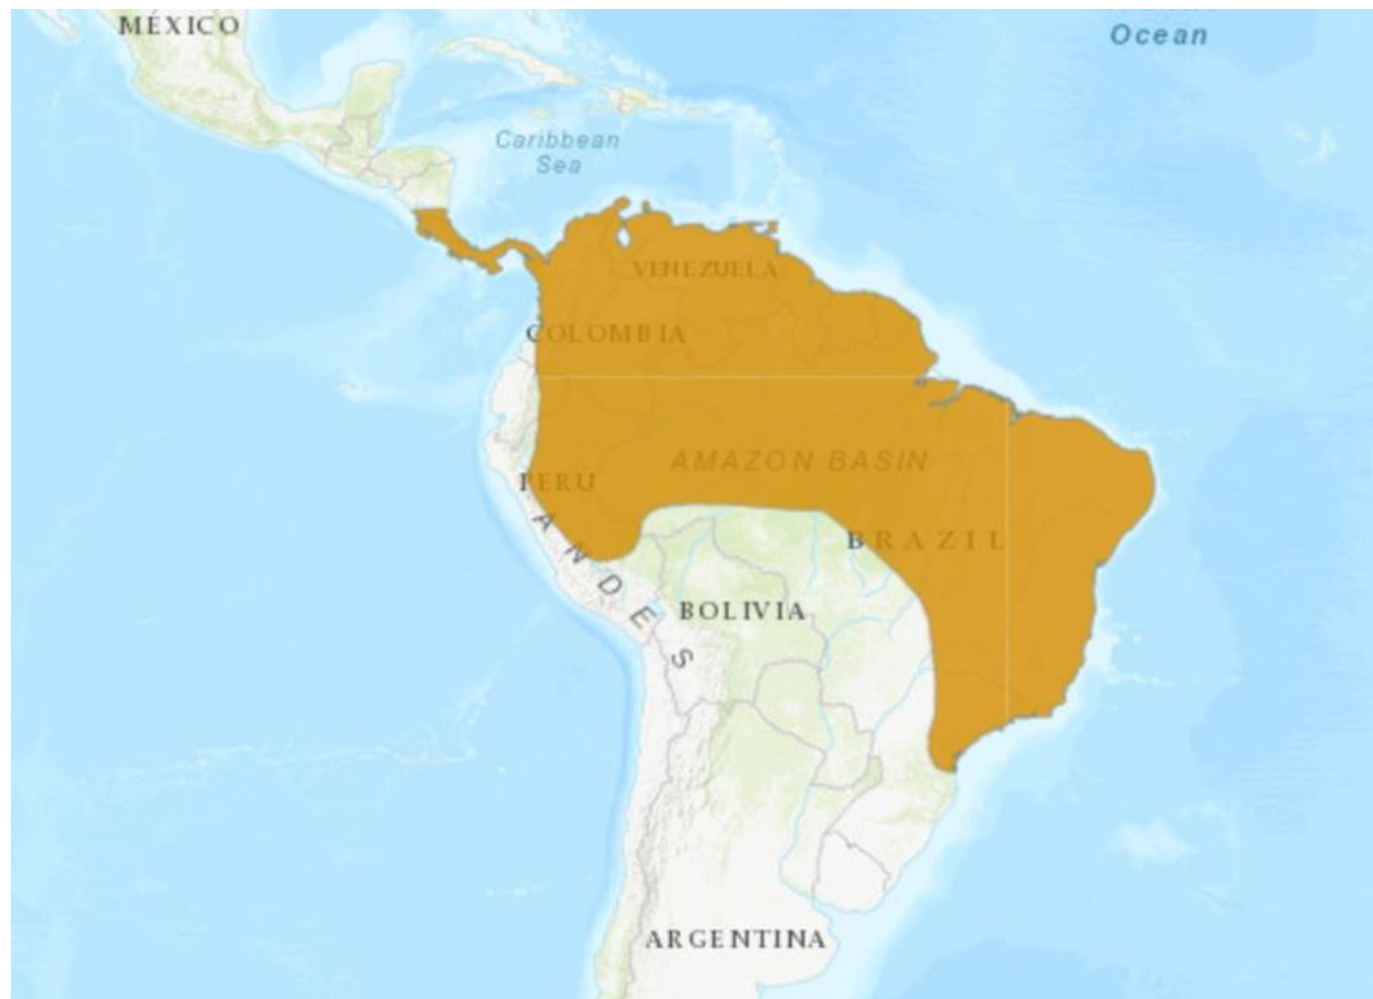 MÉXICO
Ocean
Caribbean
Sea
VENEZUELA
COLOMBIA
AMAZON BASIN
PERU
ANDES
BRAZIL
BOLIVIA
ARGENTINA